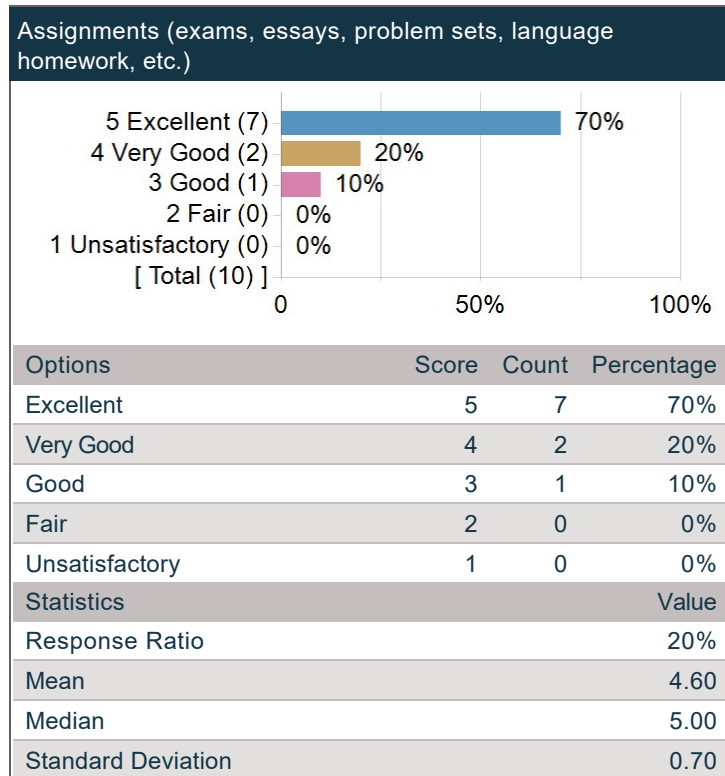 Assignments (exams, essays, problem sets, language
homework, etc.)
5 Excellent (7) 70%
4 Very Good (2) 20%
3 Good (1) 10%
2 Fair (0) 0%
1 Unsatisfactory (0) 0%
[ Total (10) ]
0 50% 100%
Options Score Count Percentage
Excellent 5 7 70%
Very Good 4 2 20%
Good 3 1 10%
Fair 2 0 0%
Unsatisfactory 1 0 0%
Statistics Value
Response Ratio 20%
Mean 4.60
Median 5.00
Standard Deviation 0.70